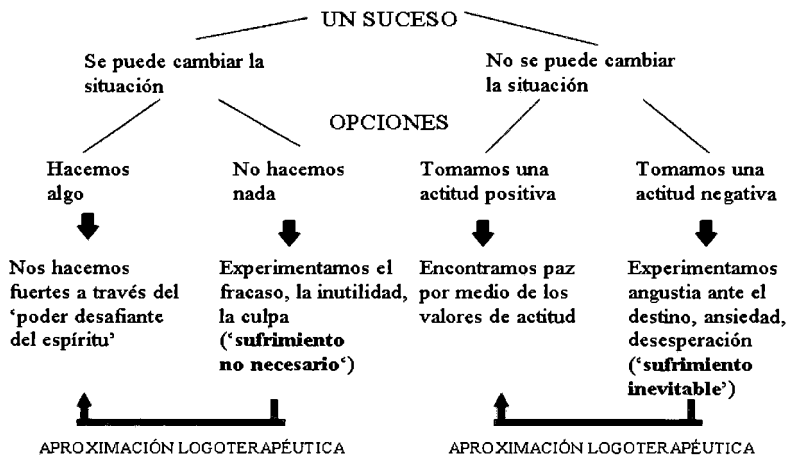 UN SUCESO
Se puede cambiar la
situación
No se puede cambiar
la situación
OPCIONES
Hacemos
algo
No hacemos
nada
Tomamos una
actitud positiva
Tomamos una
actitud negativa
Nos hacemos
fuertes a través del
‘poder desafiante
del espíritu’
Experimentamos el
fracaso, la inutilidad,
la culpa
(‘sufrimiento
no necesario‘)
Encontramos paz
por medio de los
valores de actitud
Experimentamos
angustia ante el
destino, ansiedad,
desesperación
(‘sufrimiento
inevitable’)
APROXIMACIÓN LOGOTERAPÉUTICA
APROXIMACIÓN LOGOTERAPÉUTICA